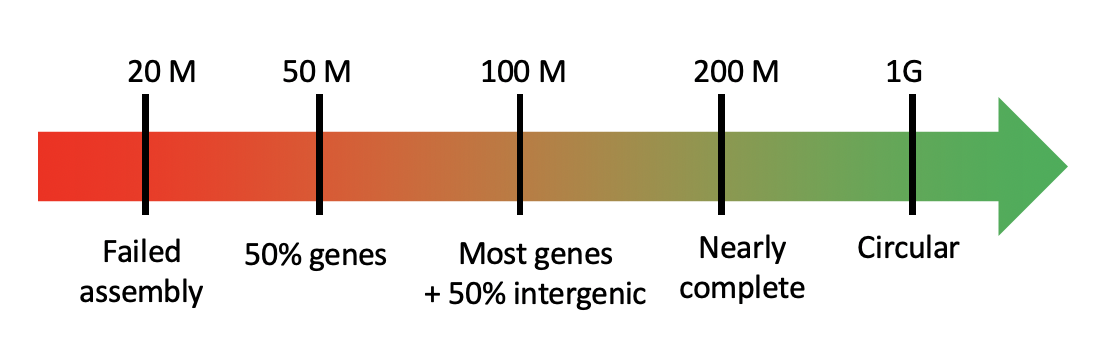 20 M
50 M
100 M
200 M
1G
Failed
assembly
50% genes
Most genes
+ 50% intergenic
Nearly
complete
Circular